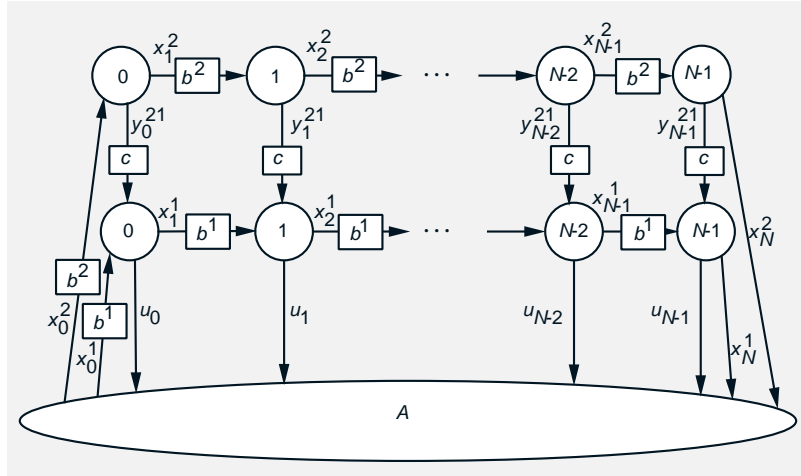 x_1^2 x_2^2 x_{N-1}^2
0 b^2 1 b^2 ... N-2 b^2 N-1
y_0^{21} y_1^{21} y_{N-2}^{21} y_{N-1}^{21}
c c c c
x_1^1 x_2^1 x_{N-1}^1
0 b^1 1 b^1 ... N-2 b^1 N-1
x_N^2
b^2
x_0^2 b^1 u_0 u_1 u_{N-2} u_{N-1}
x_0^1 x_N^1
A